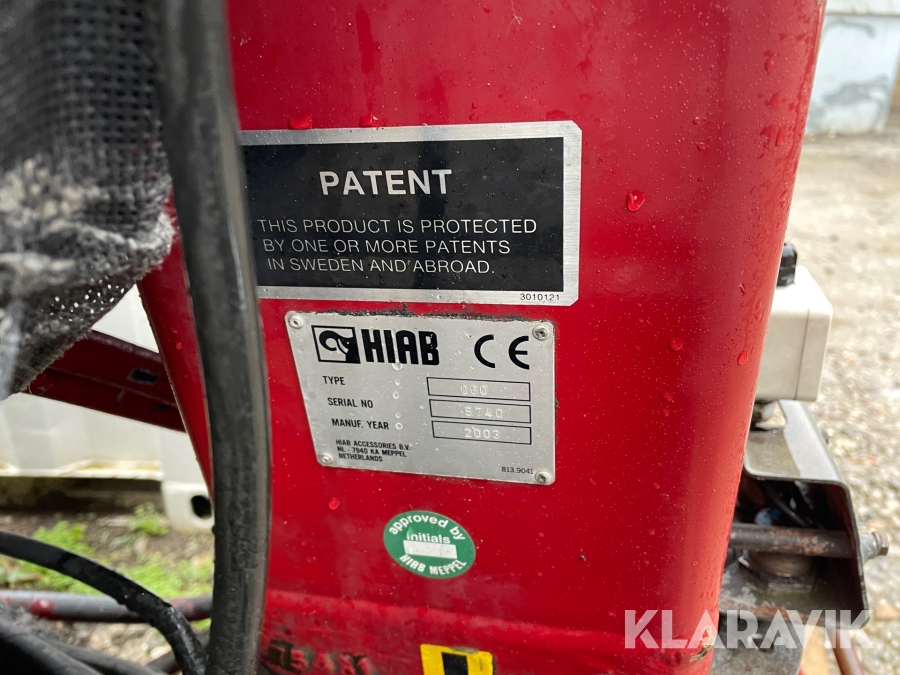 PATENT
THIS PRODUCT IS PROTECTED
BY ONE OR MORE PATENTS
IN SWEDEN AND ABROAD.
3010121
HIAB CE
TYPE 060
SERIAL NO 5740
MANUF. YEAR 2003
HIAB ACCESSORIES B.V.
NL - 7940 KA MEPPEL
NETHERLANDS
813.9041
approved by
initials
HIAB MEPPEL
KLARAVIK